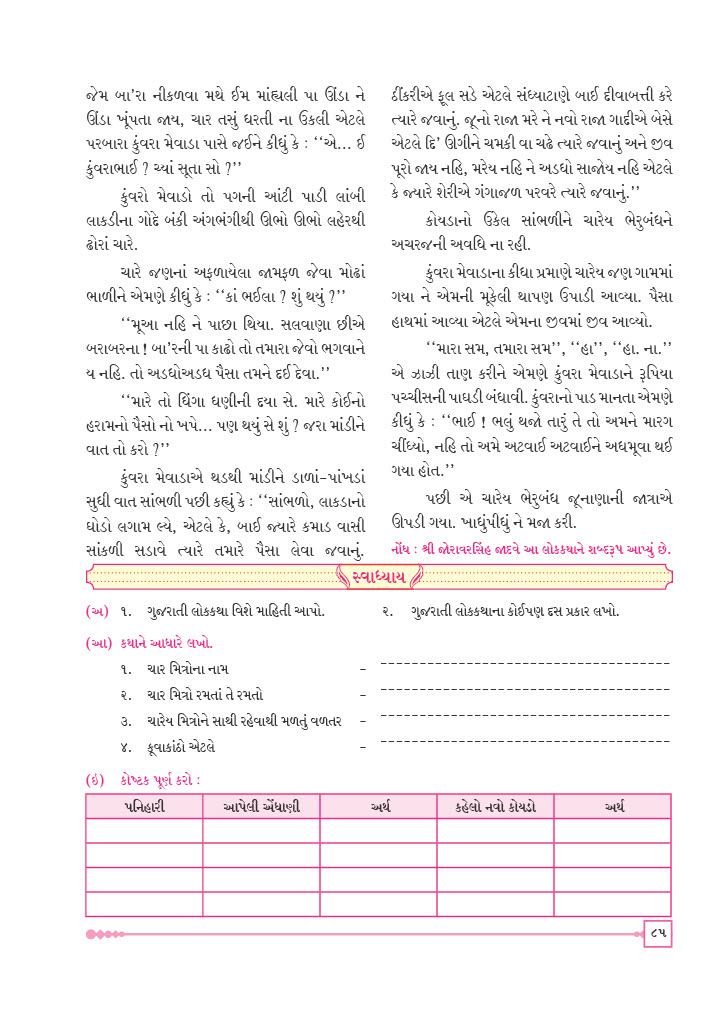 જેમ બા’રા નીકળવા મથે ઈમ માંહ્યલી પા ઊંડા ને
ઊંડા ખૂંપતા જાય, ચાર તસું ધરતી ના ઉકલી એટલે
પરબારા કુંવરા મેવાડા પાસે જઈને કીધું કે : ‘‘એ... ઈ
કુંવરાભાઈ ? ચ્યાં સૂતા સો ?’’
કુંવરો મેવાડો તો પગની આંટી પાડી લાંબી
લાકડીના ગોદે બંકી અંગભંગીથી ઊભો ઊભો લહેરથી
ઢોરાં ચારે.
ચારે જણનાં અફળાયેલા જામફળ જેવા મોઢાં
ભાળીને એમણે કીધું કે : ‘‘કાં ભઈલા ? શું થયું ?’’
‘‘મૂઆ નહિ ને પાછા થિયા. સલવાણા છીએ
બરાબરના ! બા’રની પા કાઢો તો તમારા જેવો ભગવાને
ય નહિ. તો અડધોઅડધ પૈસા તમને દઈ દેવા.’’
‘‘મારે તો થિંગા ધણીની દયા સે. મારે કોઈનો
હરામનો પૈસો નો ખપે... પણ થયું સે શું ? જરા માંડીને
વાત તો કરો ?’’
કુંવરા મેવાડાએ થડથી માંડીને ડાળાં-પાંખડાં
સુધી વાત સાંભળી પછી કહ્યું કે : ‘‘સાંભળો, લાકડાનો
ઘોડો લગામ લ્યે, એટલે કે, બાઈ જ્યારે કમાડ વાસી
સાંકળી સડાવે ત્યારે તમારે પૈસા લેવા જવાનું.
ઠીંકરીએ ફૂલ સડે એટલે સંધ્યાટાણે બાઈ દીવાબત્તી કરે
ત્યારે જવાનું. જૂનો રાજા મરે ને નવો રાજા ગાદીએ બેસે
એટલે દિ’ ઊગીને ચમકી વા ચઢે ત્યારે જવાનું અને જીવ
પૂરો જાય નહિ, મરેય નહિ ને અડધો સાજોય નહિ એટલે
કે જ્યારે શેરીએ ગંગાજળ પરવરે ત્યારે જવાનું.’’
કોયડાનો ઉકેલ સાંભળીને ચારેય ભેરુબંધને
અચરજની અવધિ ના રહી.
કુંવરા મેવાડાના કીધા પ્રમાણે ચારેય જણ ગામમાં
ગયા ને એમની મૂકેલી થાપણ ઉપાડી આવ્યા. પૈસા
હાથમાં આવ્યા એટલે એમના જીવમાં જીવ આવ્યો.
‘‘મારા સમ, તમારા સમ’’, ‘‘હા’’, ‘‘હા. ના.’’
એ ઝાઝી તાણ કરીને એમણે કુંવરા મેવાડાને રૂપિયા
પચ્ચીસની પાઘડી બંધાવી. કુંવરાનો પાડ માનતા એમણે
કીધું કે : ‘‘ભાઈ ! ભલું થજો તારું તે તો અમને મારગ
ચીંધ્યો, નહિ તો અમે અટવાઈ અટવાઈને અધમૂવા થઈ
ગયા હોત.’’
પછી એ ચારેય ભેરુબંધ જૂનાણાની જાત્રાએ
ઊપડી ગયા. ખાધુંપીધું ને મજા કરી.
નોંધ : શ્રી જોરાવરસિંહ જાદવે આ લોકકથાને શબ્દરૂપ આપ્યું છે.
સ્વાધ્યાય
(અ) ૧. ગુજરાતી લોકકથા વિશે માહિતી આપો. ૨. ગુજરાતી લોકકથાના કોઈપણ દસ પ્રકાર લખો.
(આ) કથાને આધારે લખો.
૧. ચાર મિત્રોના નામ -
૨. ચાર મિત્રો રમતાં તે રમતો -
૩. ચારેય મિત્રોને સાથી રહેવાથી મળતું વળતર -
૪. કૂવાકાંઠો એટલે -
(ઇ) કોષ્ટક પૂર્ણ કરો :
પનિહારી આપેલી એંધાણી અર્થ કહેલો નવો કોયડો અર્થ
૮૫